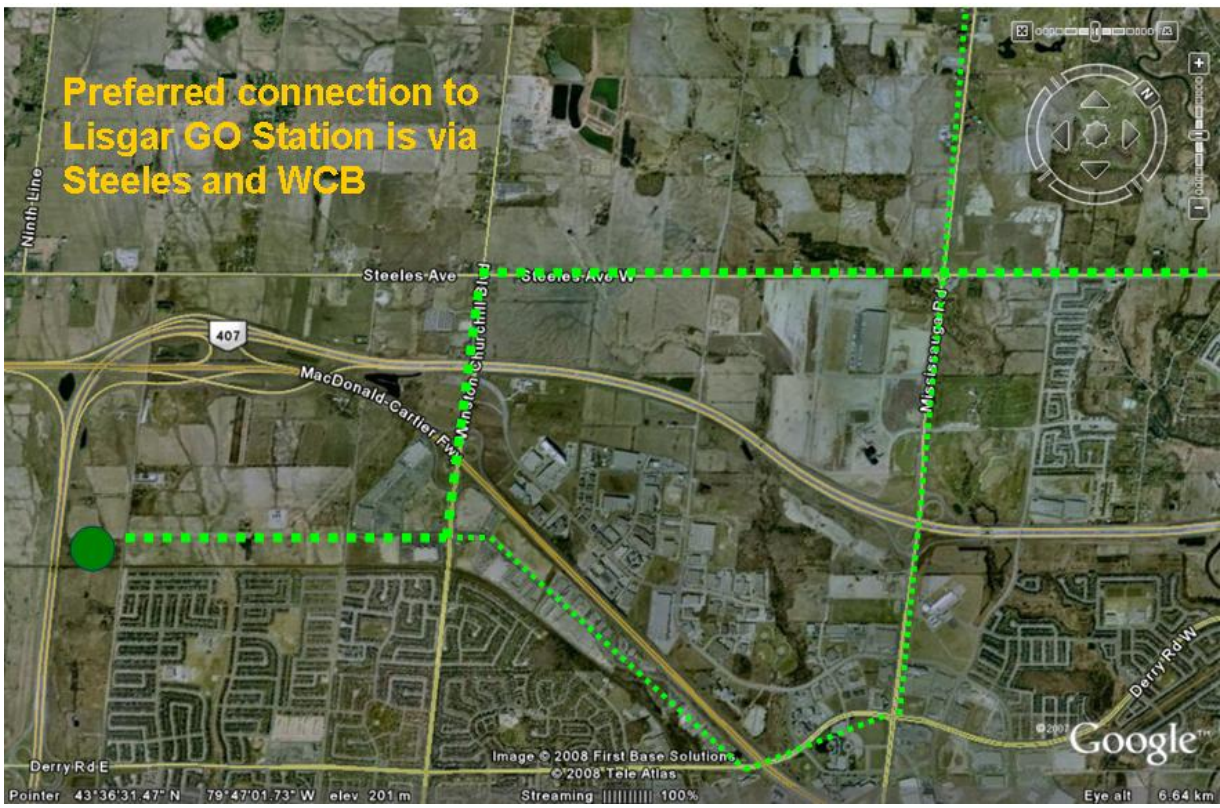 Preferred connection to
Lisgar GO Station is via
Steeles and WCB
N
Ninth Line
Steeles Ave
Steeles Ave W
407
Winston Churchill Blvd
MacDonald-Cartier Fwy
Mississauga Rd
Derry Rd W
© 2007 Google™
Image © 2008 First Base Solutions
© 2008 Tele Atlas
Derry Rd E
Pointer 43°36'31.47" N 79°47'01.73" W elev 201 m Streaming 100% Eye alt 6.64 km